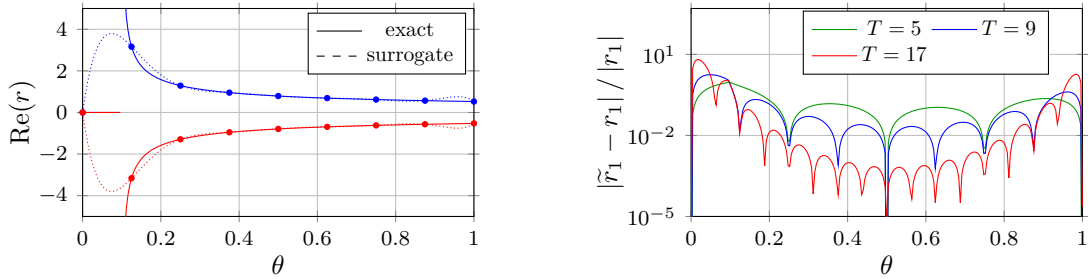 exact
surrogate
4
2
0
−2
−4
Re(r)
0
0.2
0.4
0.6
0.8
1
θ
T = 5
T = 9
T = 17
10^1
10^−2
10^−5
|r̃₁ − r₁| / |r₁|
0
0.2
0.4
0.6
0.8
1
θ